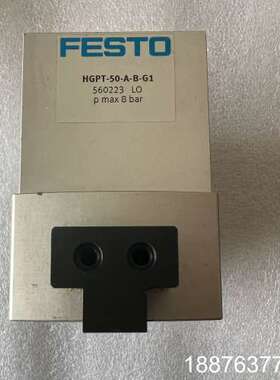 FESTO
HGPT-50-A-B-G1
560223 LO
p max 8 bar
18876377